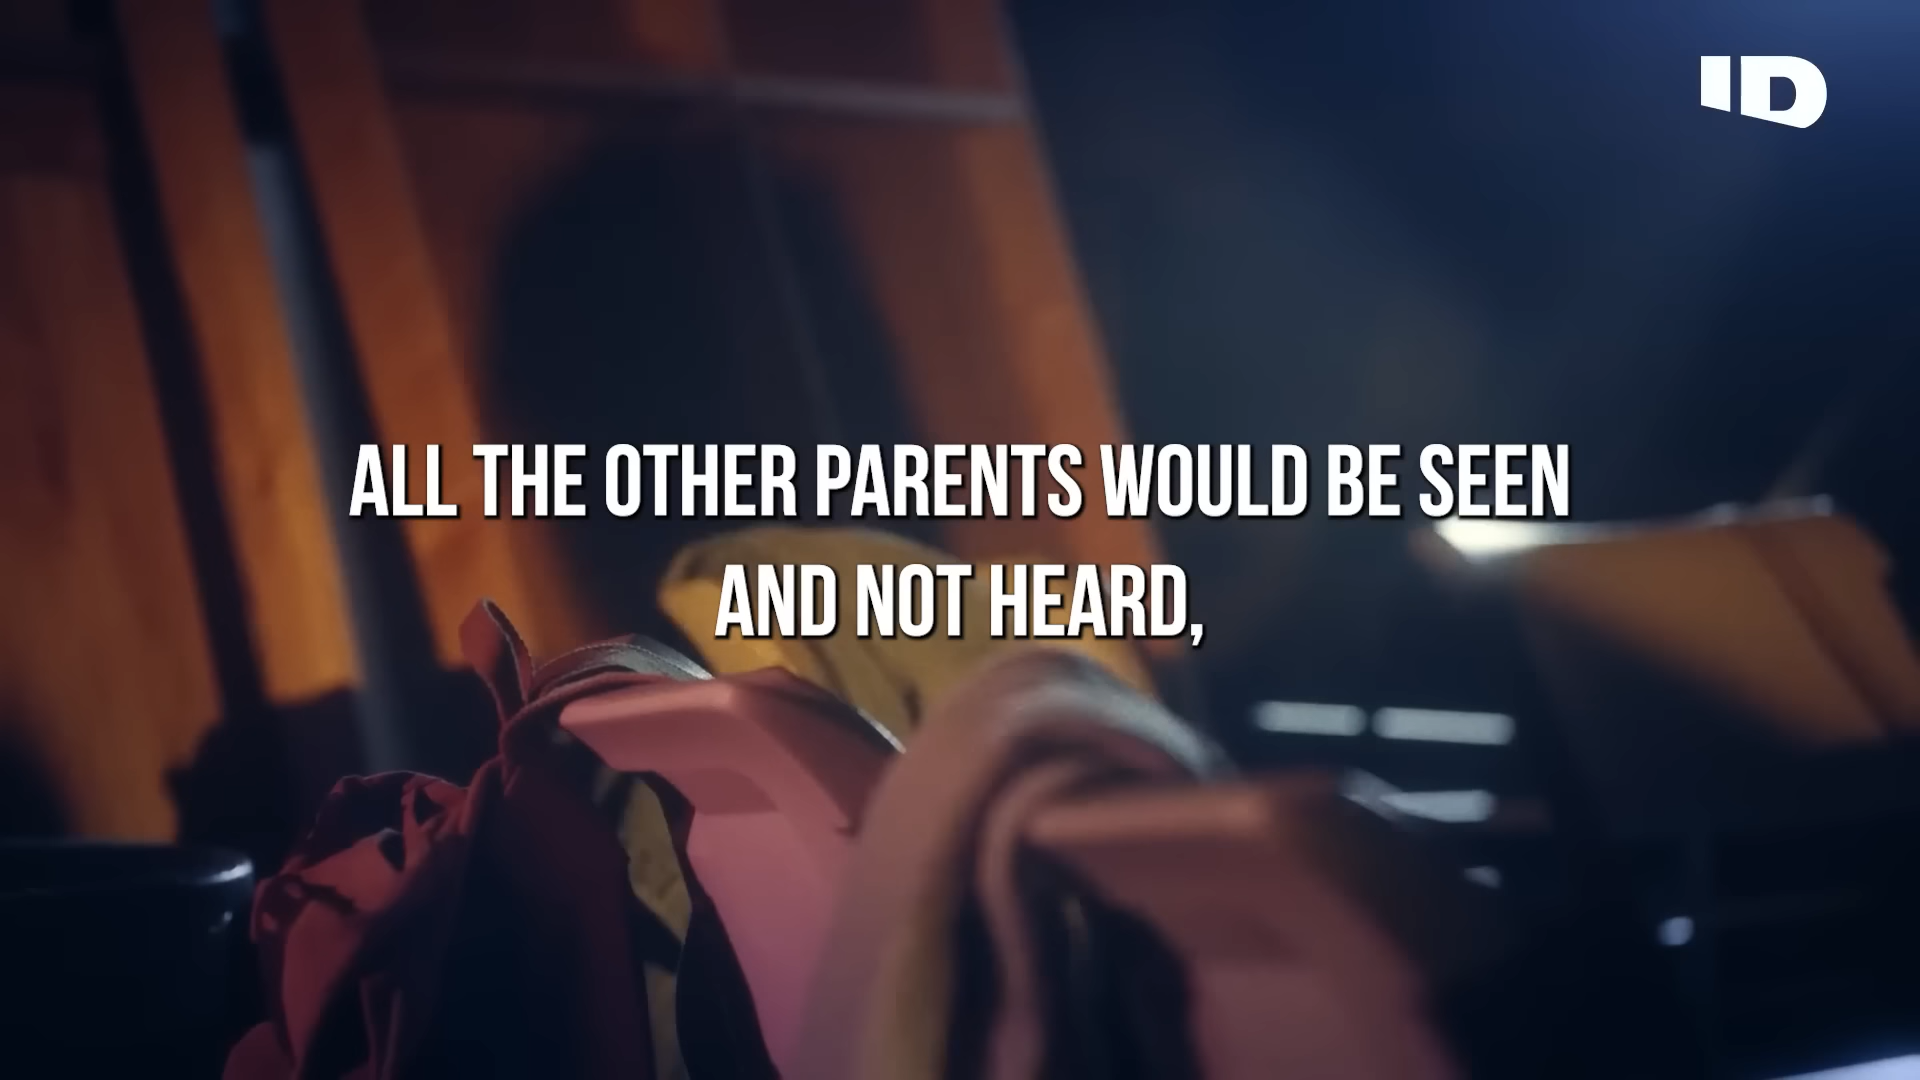 ID
ALL THE OTHER PARENTS WOULD BE SEEN
AND NOT HEARD,